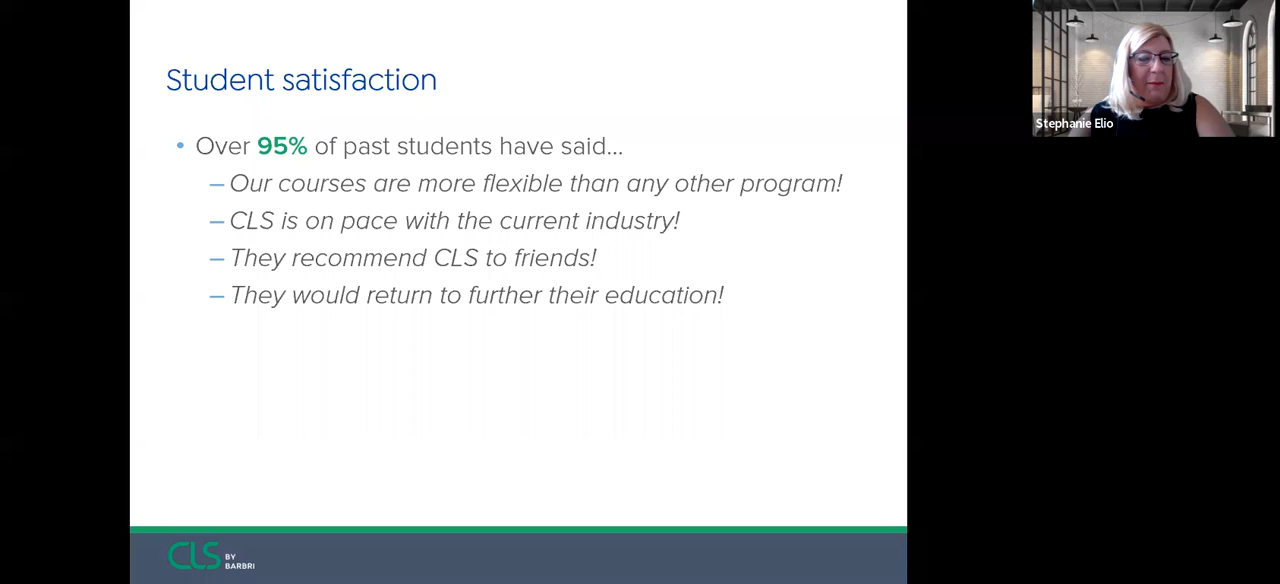 Student satisfaction
• Over 95% of past students have said...
– Our courses are more flexible than any other program!
– CLS is on pace with the current industry!
– They recommend CLS to friends!
– They would return to further their education!
CLS BY BARBRI
Stephanie Elio